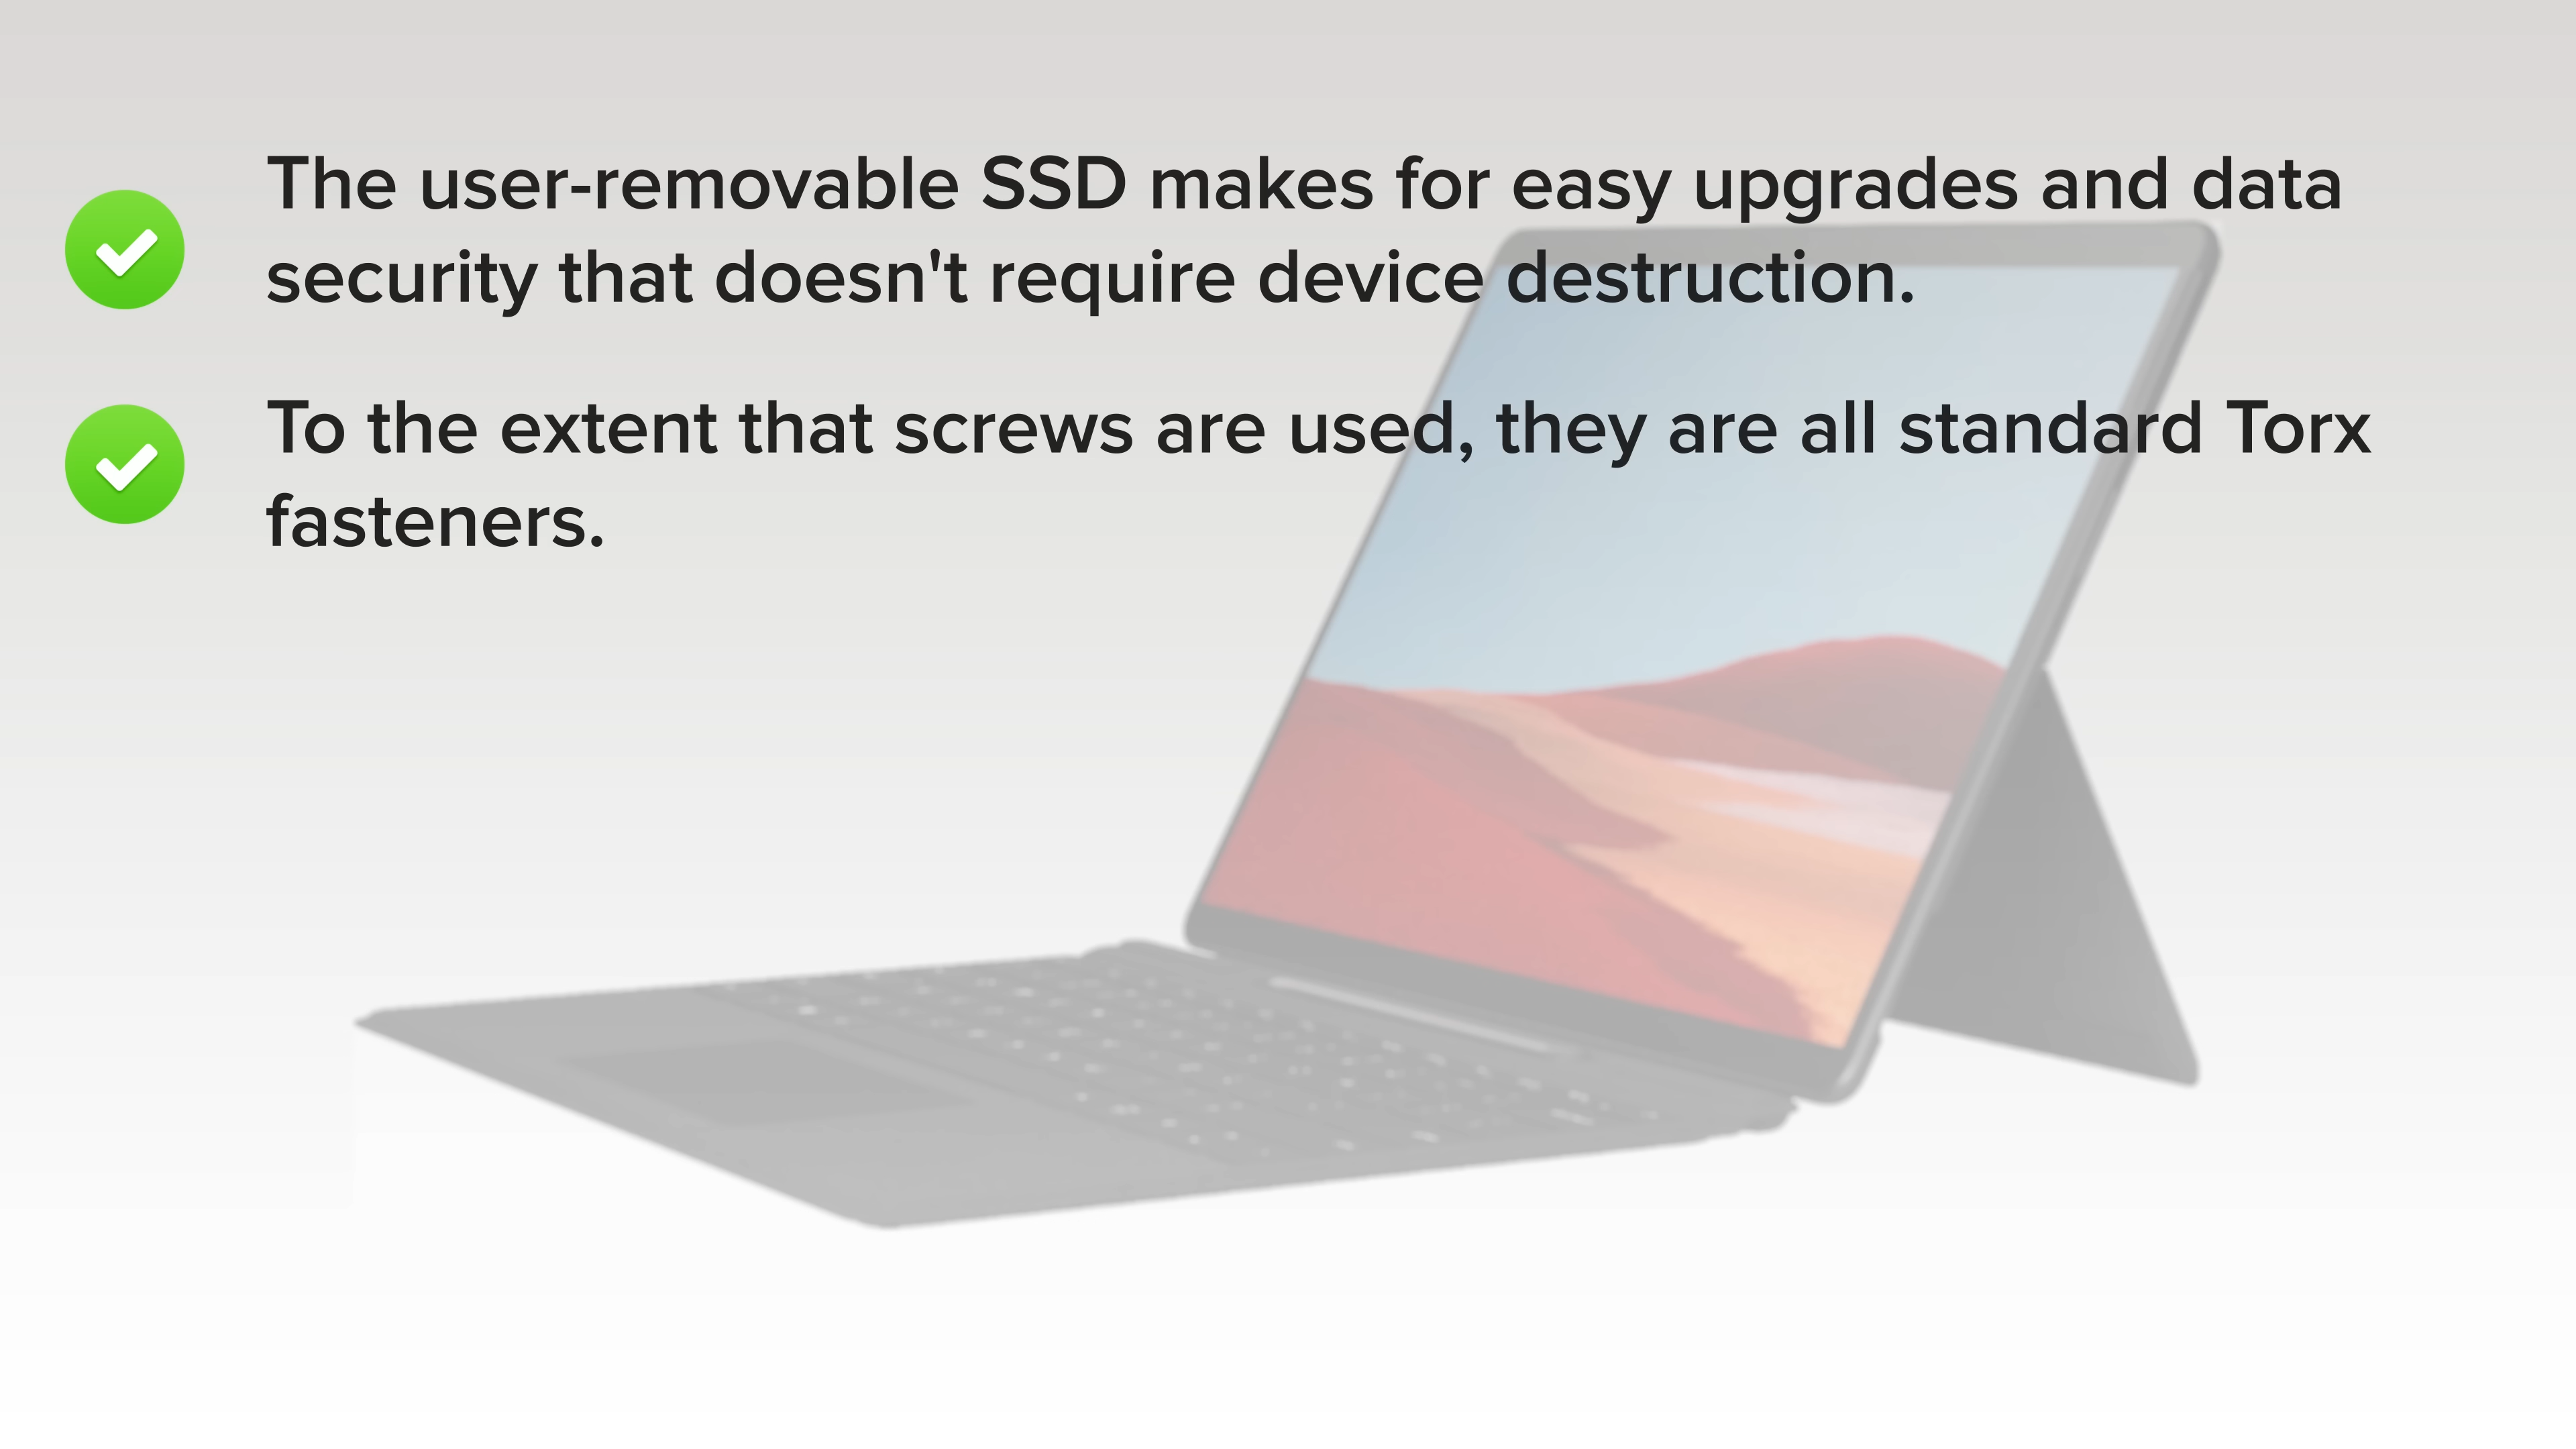 The user-removable SSD makes for easy upgrades and data
security that doesn't require device destruction.
To the extent that screws are used, they are all standard Torx
fasteners.